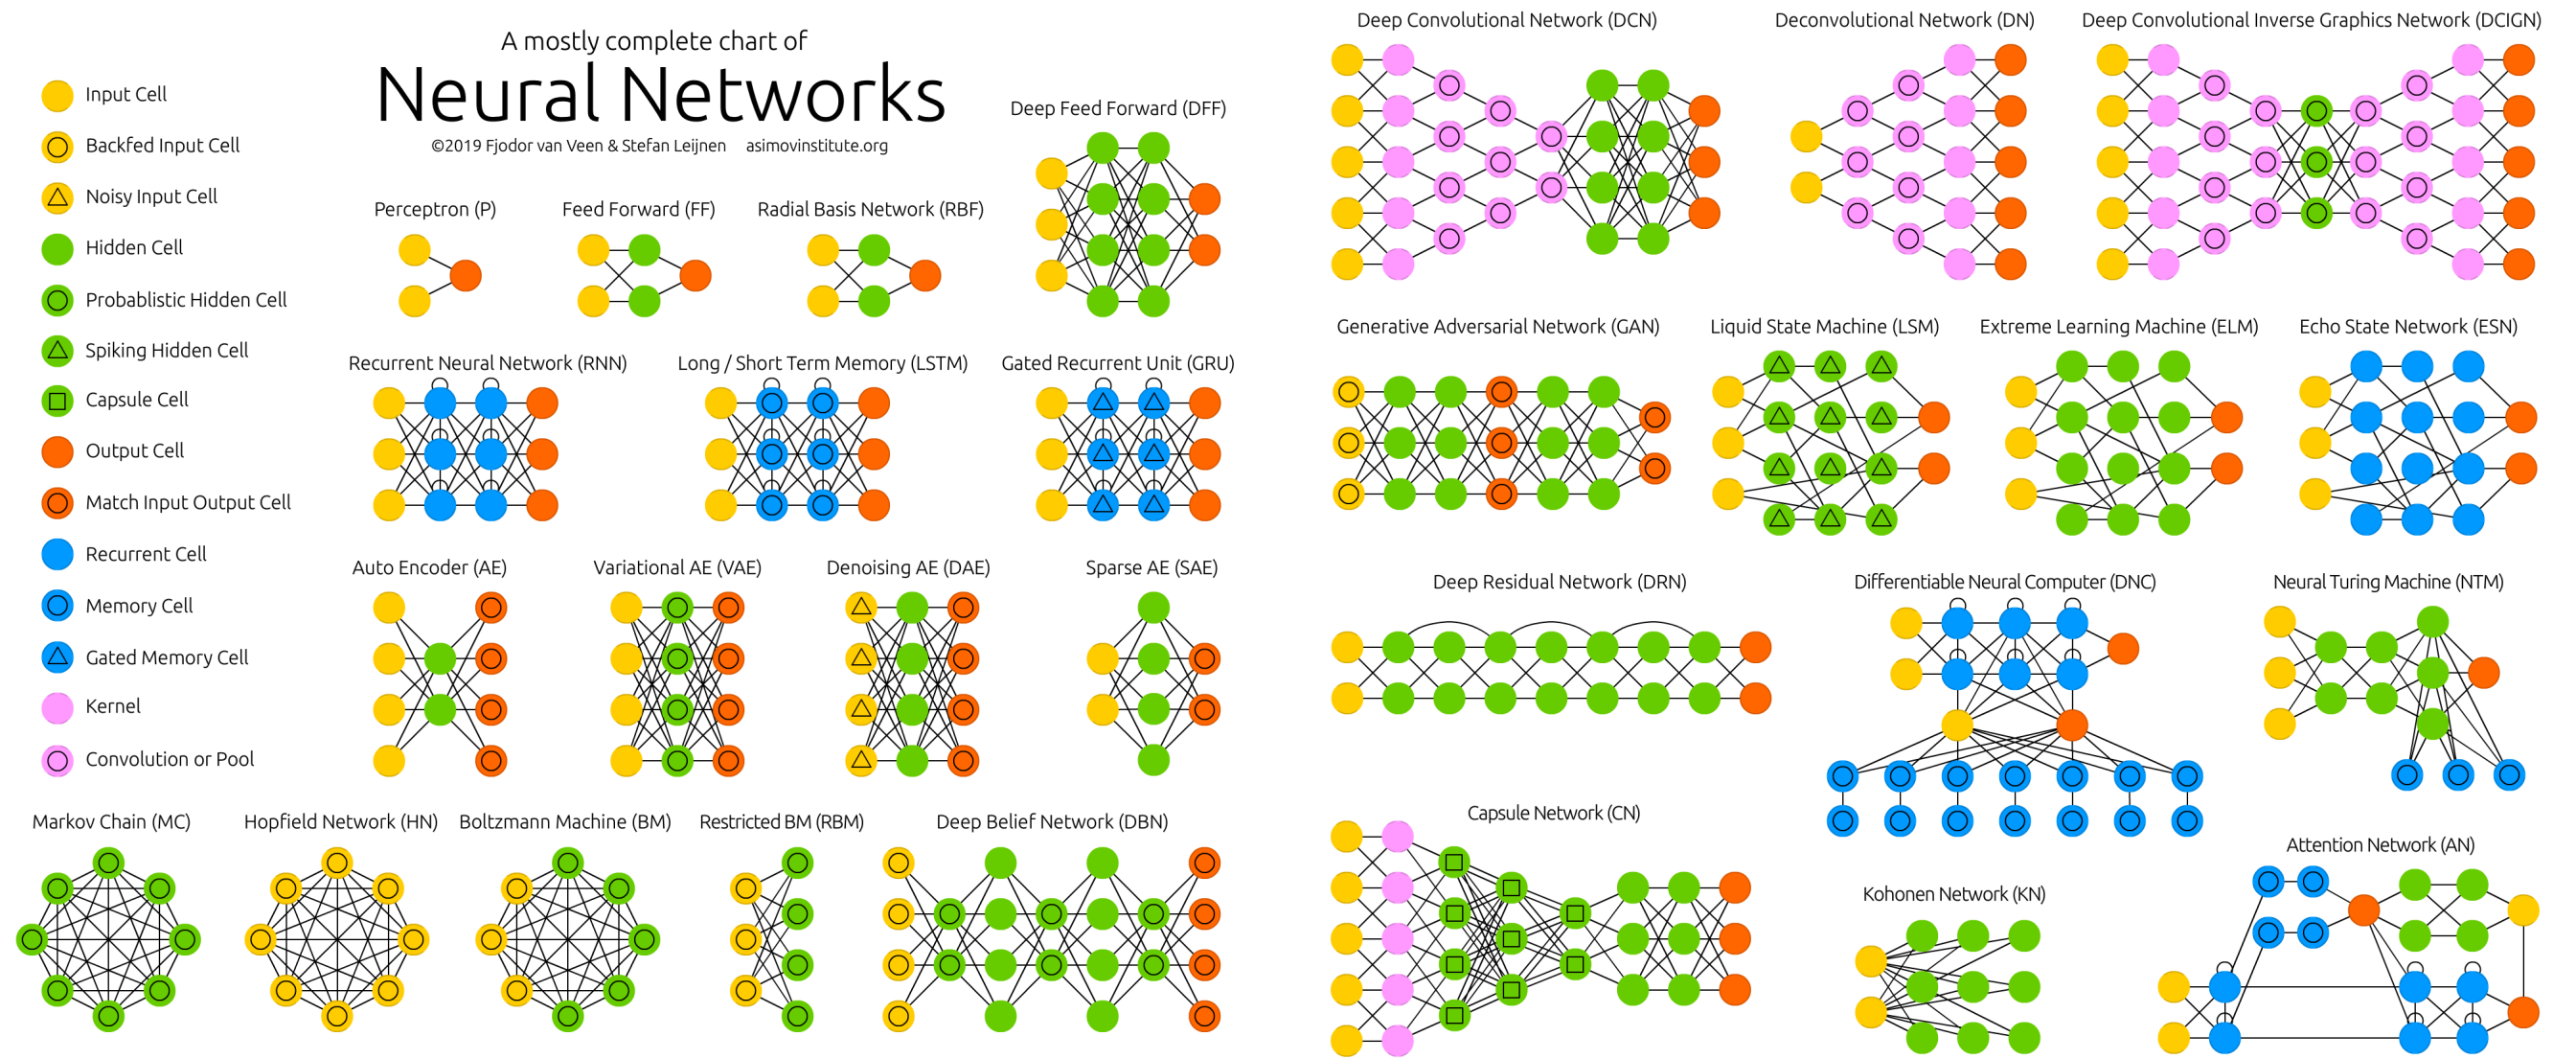 A mostly complete chart of
Neural Networks
©2019 Fjodor van Veen & Stefan Leijnen asimovinstitute.org
Input Cell
Backfed Input Cell
Noisy Input Cell
Hidden Cell
Probablistic Hidden Cell
Spiking Hidden Cell
Capsule Cell
Output Cell
Match Input Output Cell
Recurrent Cell
Memory Cell
Gated Memory Cell
Kernel
Convolution or Pool
Perceptron (P)
Feed Forward (FF)
Radial Basis Network (RBF)
Deep Feed Forward (DFF)
Recurrent Neural Network (RNN)
Long / Short Term Memory (LSTM)
Gated Recurrent Unit (GRU)
Auto Encoder (AE)
Variational AE (VAE)
Denoising AE (DAE)
Sparse AE (SAE)
Markov Chain (MC)
Hopfield Network (HN)
Boltzmann Machine (BM)
Restricted BM (RBM)
Deep Belief Network (DBN)
Deep Convolutional Network (DCN)
Deconvolutional Network (DN)
Deep Convolutional Inverse Graphics Network (DCIGN)
Generative Adversarial Network (GAN)
Liquid State Machine (LSM)
Extreme Learning Machine (ELM)
Echo State Network (ESN)
Deep Residual Network (DRN)
Differentiable Neural Computer (DNC)
Neural Turing Machine (NTM)
Capsule Network (CN)
Kohonen Network (KN)
Attention Network (AN)